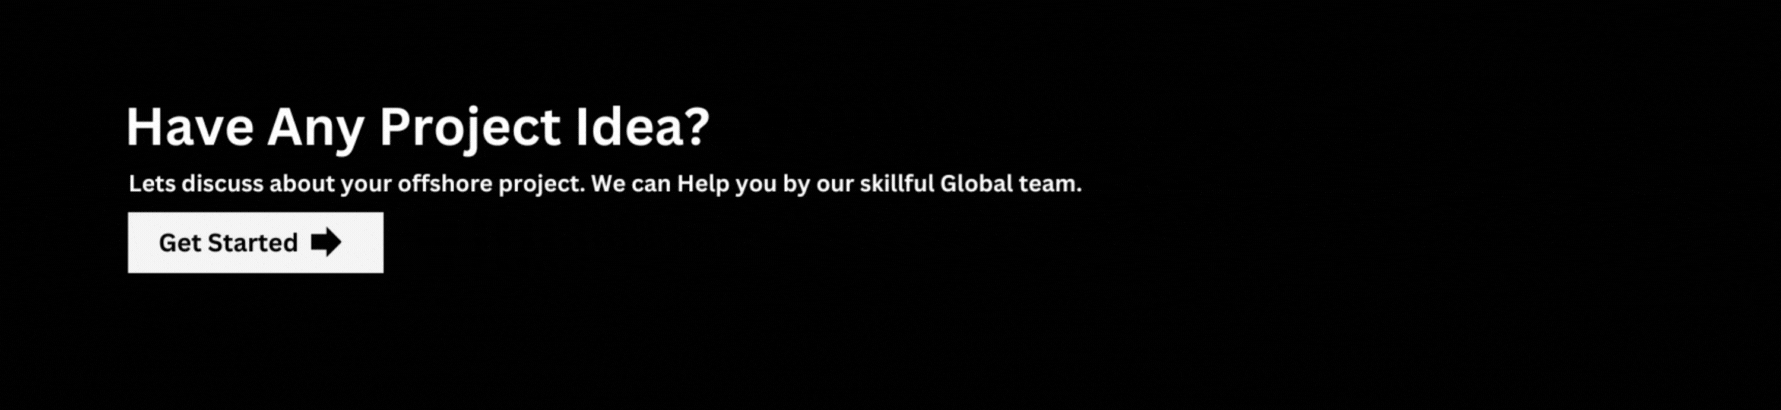 Have Any Project Idea?
Lets discuss about your offshore project. We can Help you by our skillful Global team.
Get Started